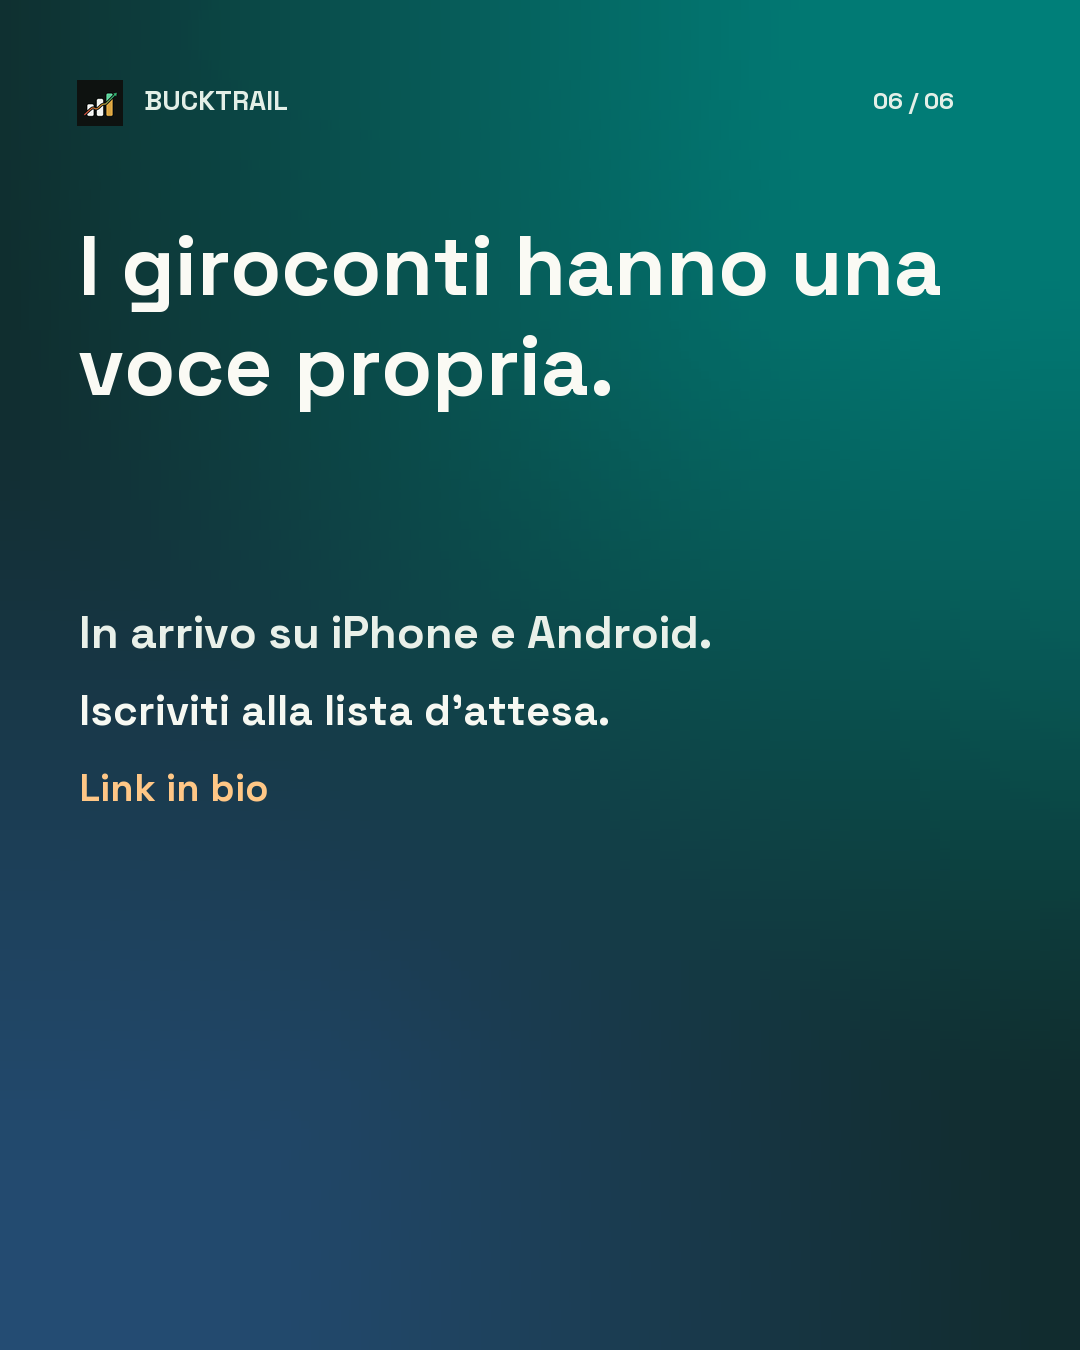 BUCKTRAIL
06 / 06
I giroconti hanno una
voce propria.
In arrivo su iPhone e Android.
Iscriviti alla lista d’attesa.
Link in bio